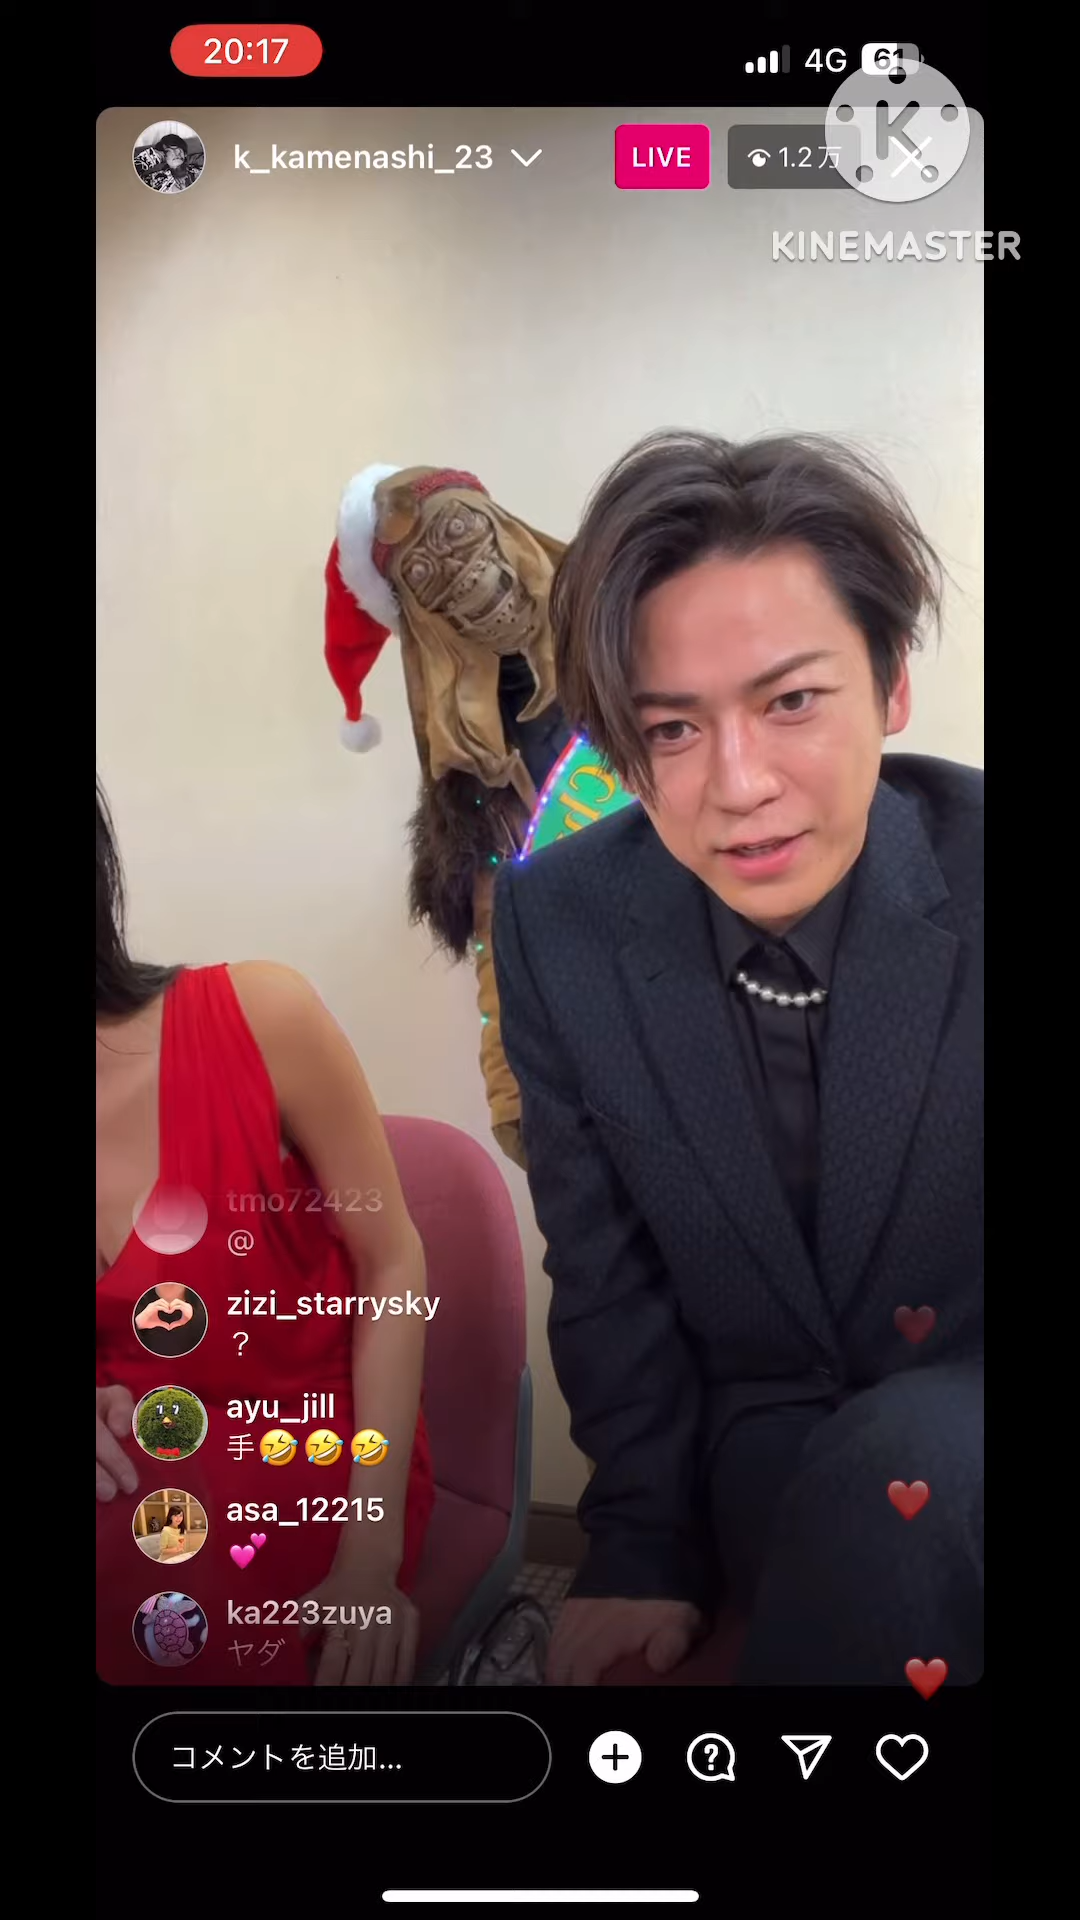 20:17
4G
61
k_kamenashi_23
LIVE
1.2万
K
KINEMASTER
tmo72423
@
zizi_starrysky
?
ayu_jill
手🤣🤣🤣
asa_12215
💕
ka223zuya
ヤダ
コメントを追加...